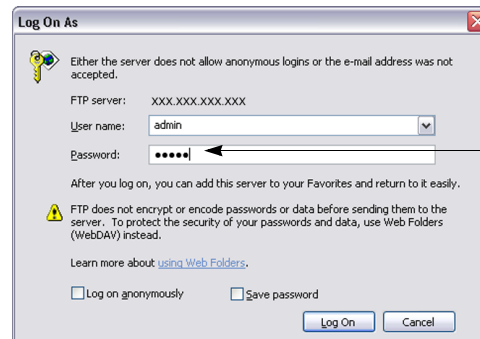 Log On As
Either the server does not allow anonymous logins or the e-mail address was not
accepted.
FTP server: XXX.XXX.XXX.XXX
User name: admin
Password: •••••
After you log on, you can add this server to your Favorites and return to it easily.
FTP does not encrypt or encode passwords or data before sending them to the
server. To protect the security of your passwords and data, use Web Folders
(WebDAV) instead.
Learn more about using Web Folders.
Log on anonymously Save password
Log On Cancel